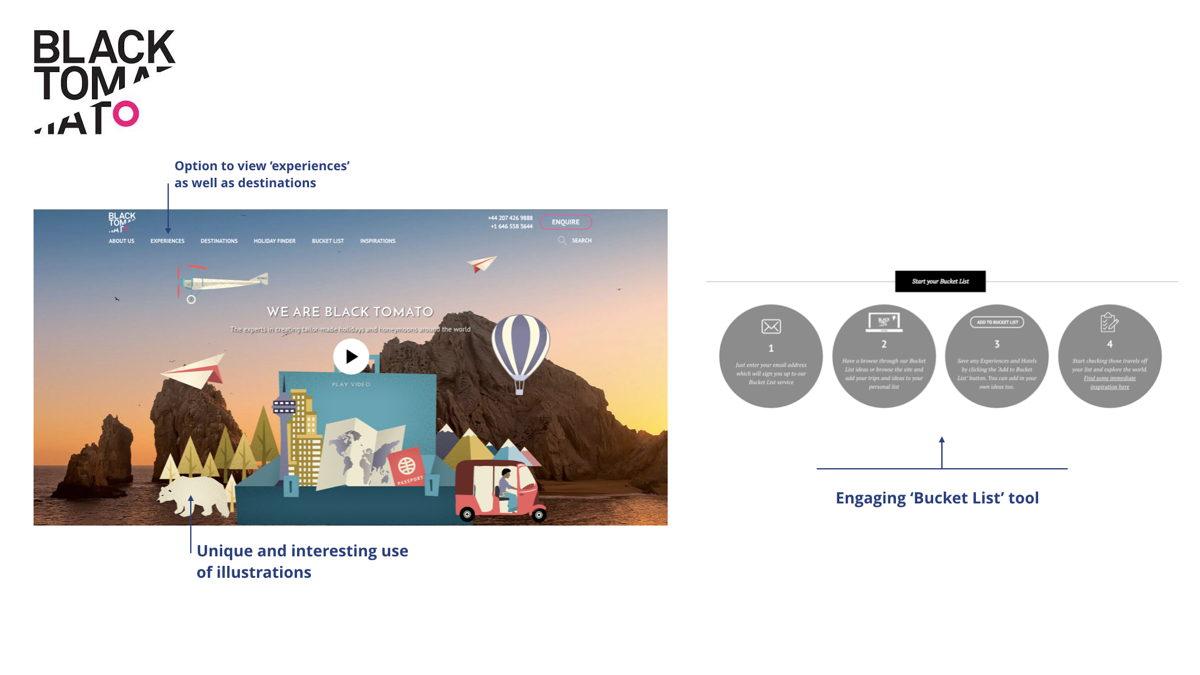 BLACK
TOMA
MATO
Option to view ‘experiences’
as well as destinations
BLACK
TOMA
MATO
+44 207 426 9888
+1 646 558 3644
ENQUIRE
ABOUT US EXPERIENCES DESTINATIONS HOLIDAY FINDER BUCKET LIST INSPIRATIONS
SEARCH
WE ARE BLACK TOMATO
The experts in creating tailor-made holidays and honeymoons around the world
PLAY VIDEO
PASSPORT
Unique and interesting use
of illustrations
Start your Bucket List
1
Just enter your email address
which will sign you up to our
Bucket List service
2
Have a browse through our Bucket
List ideas or browse the site and
add your trips and ideas to your
personal list
ADD TO BUCKET LIST
3
Save any Experiences and Hotels
by clicking the 'Add to Bucket
List' button. You can add to your
own ideas too.
4
Start checking those travels off
your list and explore the world.
Find some immediate
inspiration here
Engaging ‘Bucket List’ tool